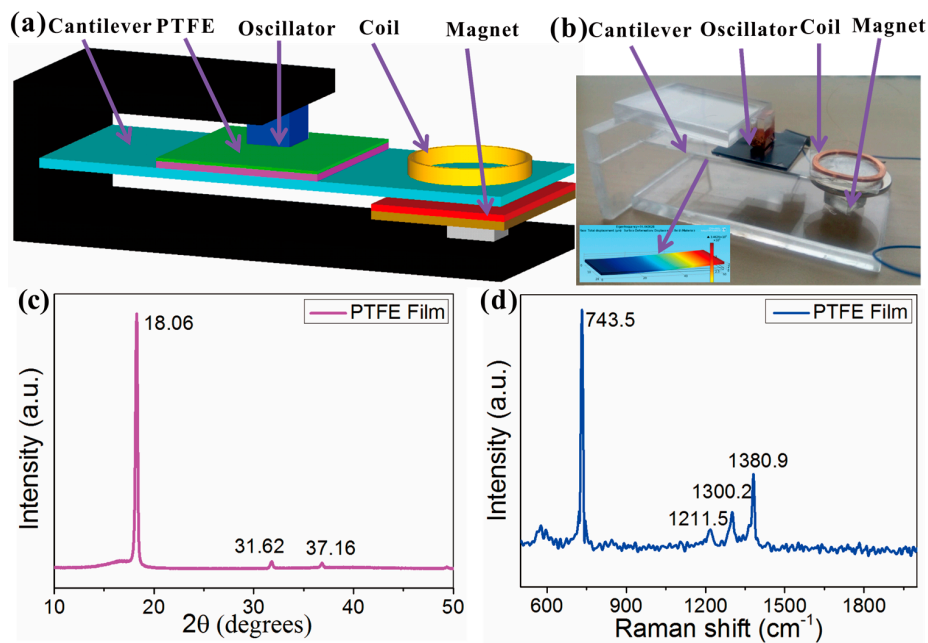 (a) Cantilever PTFE Oscillator Coil Magnet
(b) Cantilever Oscillator Coil Magnet
(c)
PTFE Film
18.06
31.62
37.16
Intensity (a.u.)
10 20 30 40 50
2θ (degrees)
(d)
PTFE Film
743.5
1211.5
1300.2
1380.9
Intensity (a.u.)
600 900 1200 1500 1800
Raman shift (cm⁻¹)